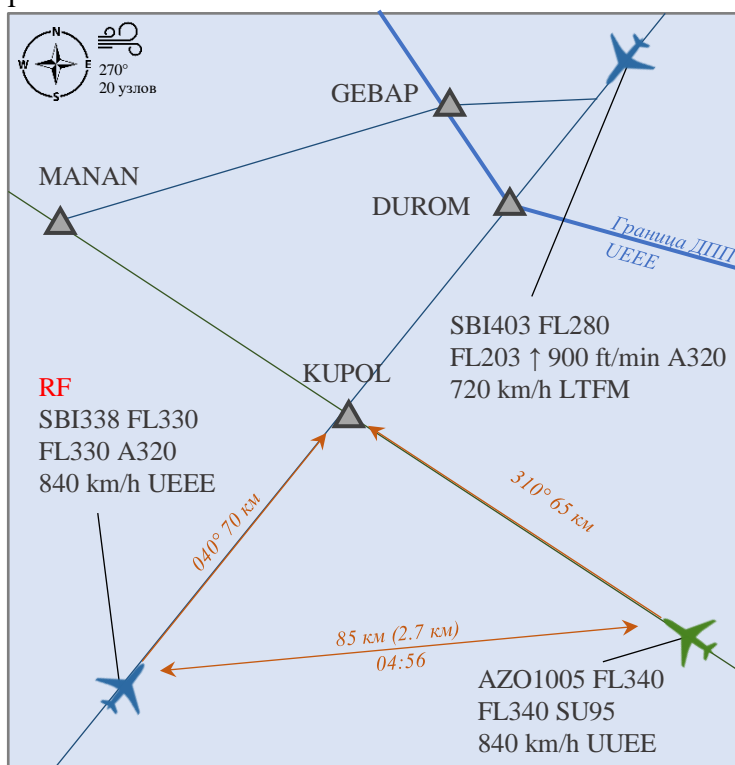 N
W
E
S
270°
20 узлов
GEBAP
MANAN
DUROM
Граница ДПП
UEEE
SBI403 FL280
FL203 ↑ 900 ft/min A320
720 km/h LTFM
KUPOL
RF
SBI338 FL330
FL330 A320
840 km/h UEEE
040° 70 км
310° 65 км
85 км (2.7 км)
04:56
AZO1005 FL340
FL340 SU95
840 km/h UUEE